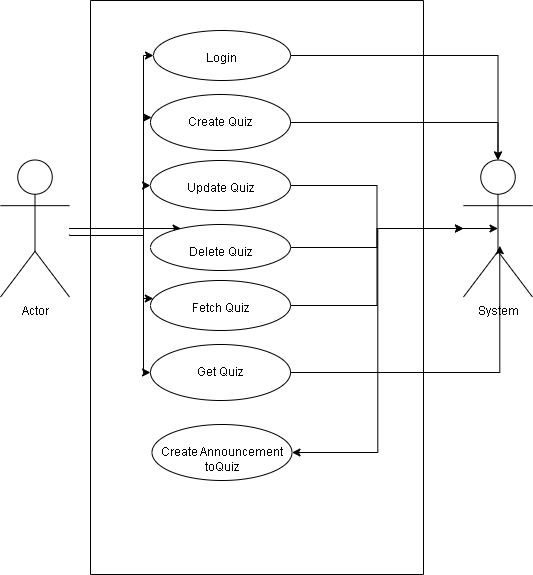 Login
Create Quiz
Update Quiz
Delete Quiz
Fetch Quiz
Actor
System
Get Quiz
Create Announcement
toQuiz